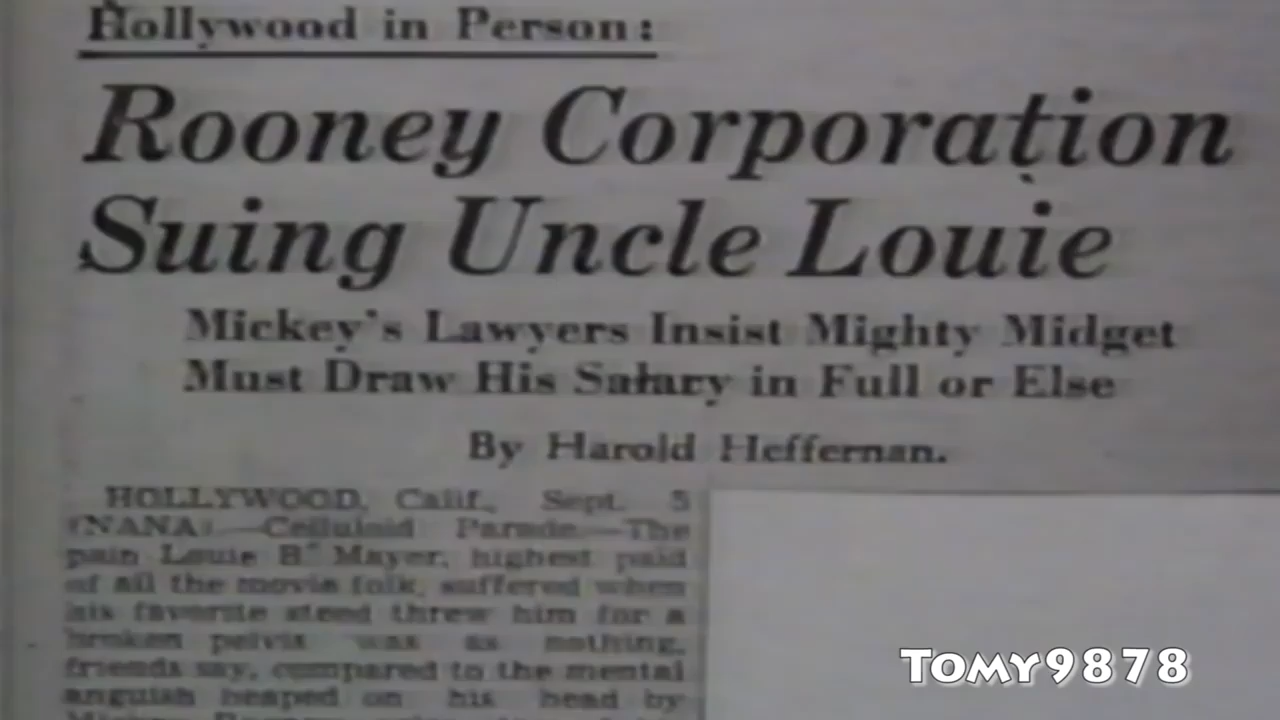 Hollywood in Person:
Rooney Corporation
Suing Uncle Louie
Mickey's Lawyers Insist Mighty Midget
Must Draw His Salary in Full or Else
By Harold Heffernan.
HOLLYWOOD, Calif., Sept. 5
(NANA)—Celluloid Parade—The
pain Louie B. Mayer, highest paid
of all the movie folk, suffered when
his favorite steed threw him for a
broken pelvis was as nothing,
friends say, compared to the mental
anguish heaped on his head by
TOMY9878